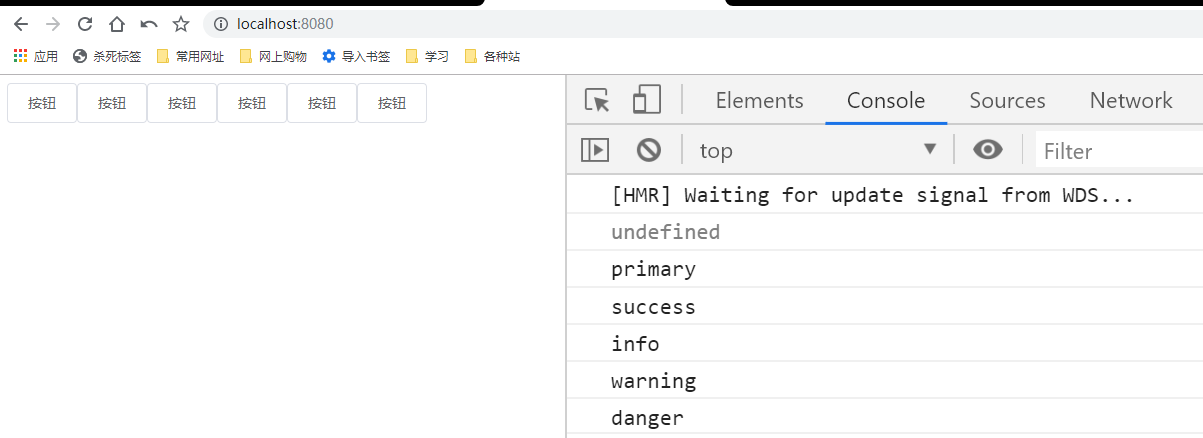 localhost:8080
应用 杀死标签 常用网址 网上购物 导入书签 学习 各种站
按钮 按钮 按钮 按钮 按钮 按钮
Elements Console Sources Network
top Filter
[HMR] Waiting for update signal from WDS...
undefined
primary
success
info
warning
danger